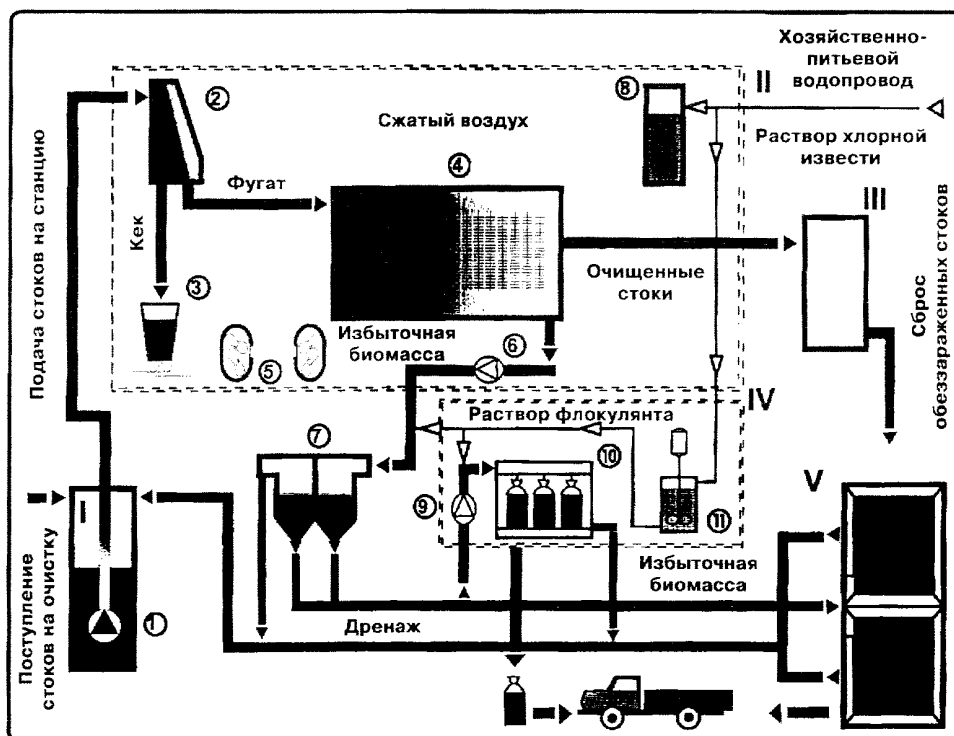 Хозяйственно-
питьевой
водопровод
II
②
⑧
Сжатый воздух
④
Раствор хлорной
извести
Фугат
III
Кек
Подача стоков на станцию
③
Очищенные
стоки
Сброс
обеззараженных стоков
Избыточная
биомасса
⑥
⑤
IV
Раствор флокулянта
⑦
⑩
V
I
⑨
⑪
Избыточная
биомасса
Поступление
стоков на очистку
①
Дренаж